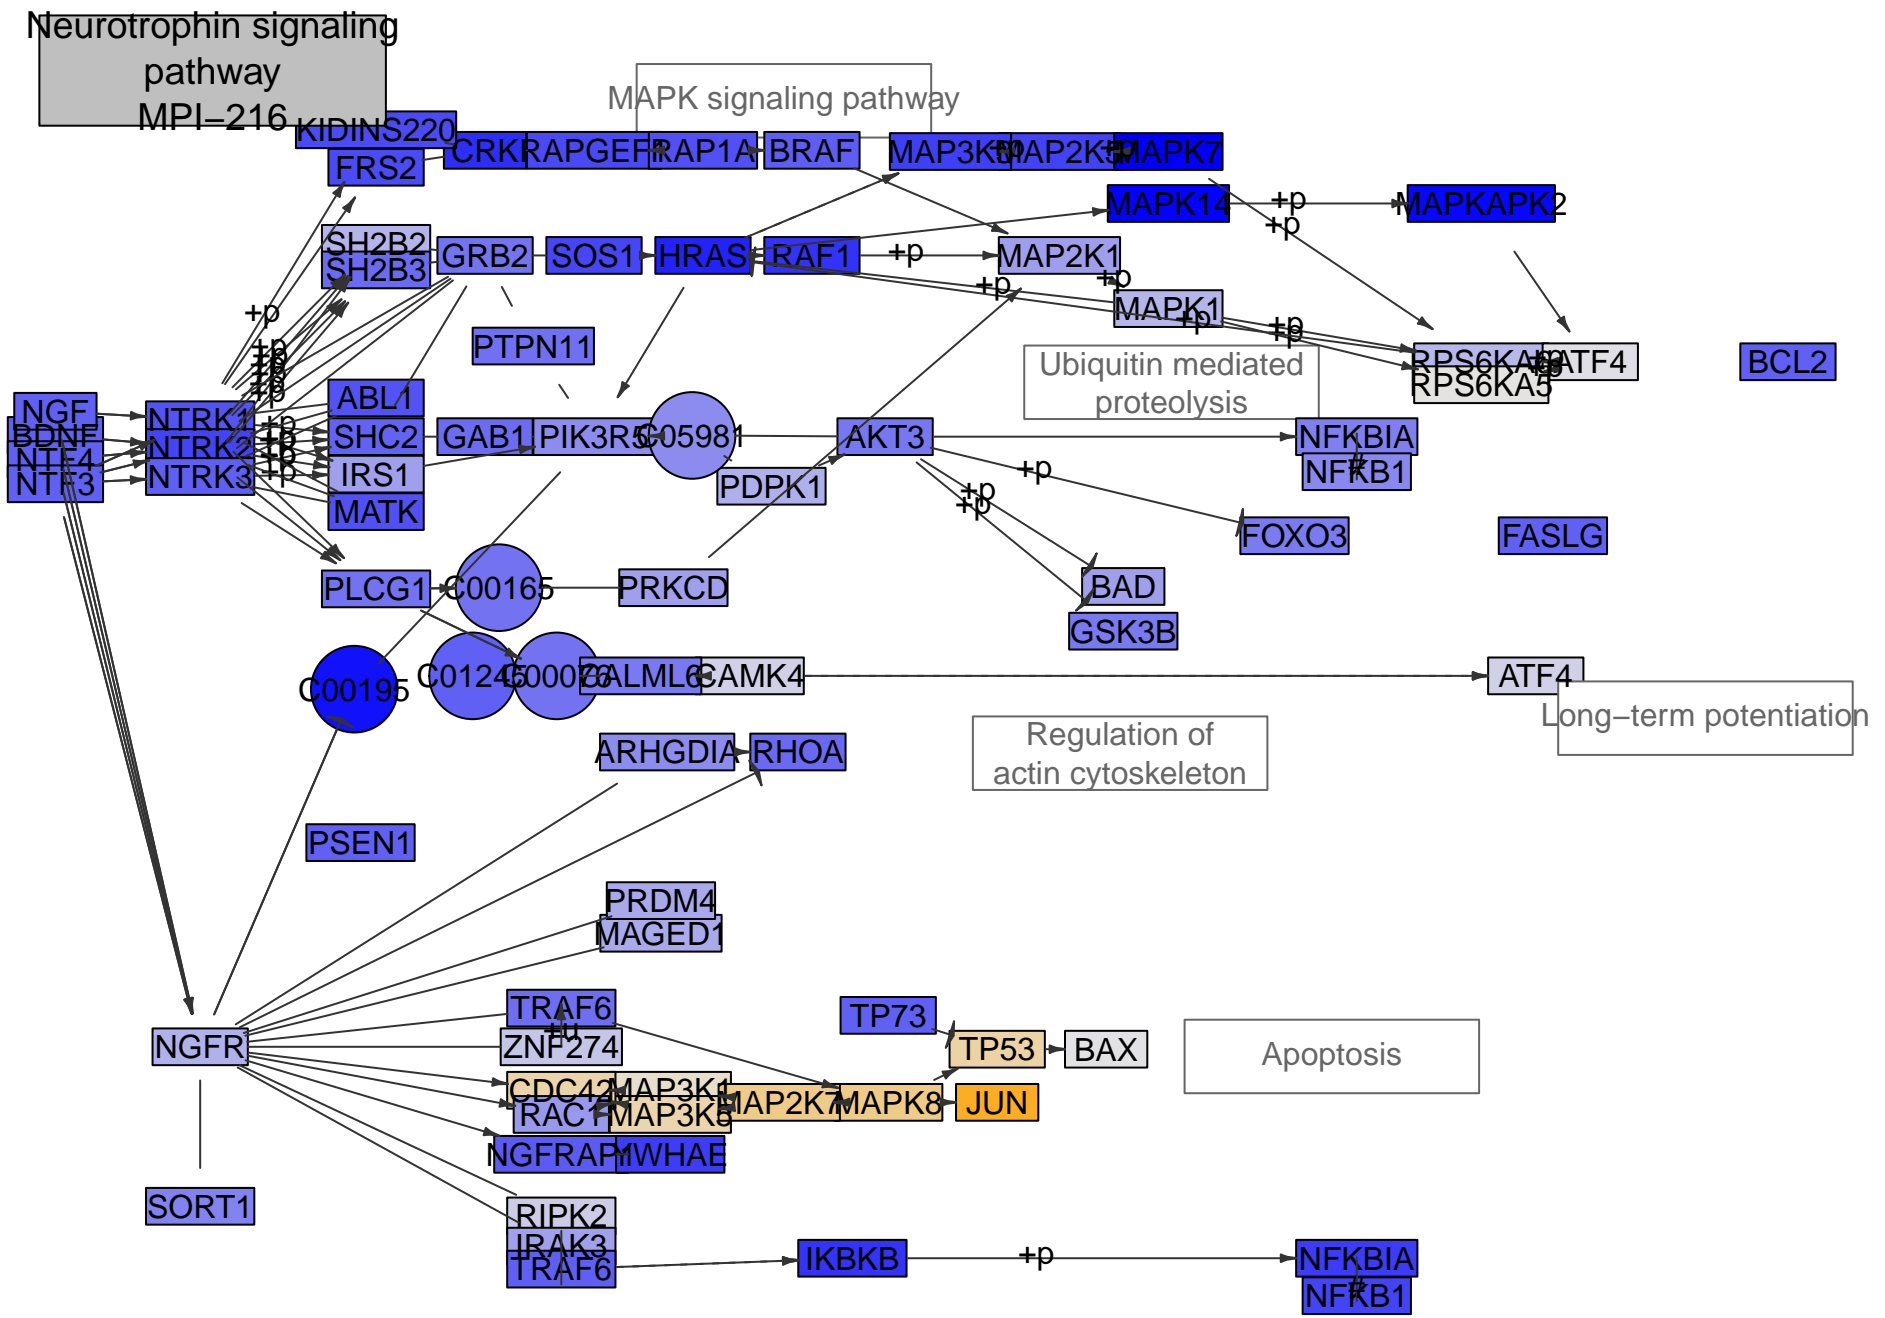 Neurotrophin signaling
pathway
MPI−216
MAPK signaling pathway
KIDINS220
FRS2
CRK
RAPGEF1
RAP1A
BRAF
MAP3K3
+p
MAP2K5
+p
MAPK7
MAPK14
+p
MAPKAPK2
+p
SH2B2
SH2B3
GRB2
SOS1
HRAS
RAF1
+p
MAP2K1
+p
+p
MAPK1
+p
+p
+p
+p
PTPN11
Ubiquitin mediated
proteolysis
RPS6KA6
RPS6KA5
+p
+p
ATF4
BCL2
+p
+p
+p
+p
+p
NGF
BDNF
NTF4
NTF3
NTRK1
NTRK2
NTRK3
+p
+p
+p
+p
ABL1
SHC2
IRS1
MATK
GAB1
PIK3R5
C05981
PDPK1
AKT3
NFKBIA
NFKB1
+p
+p
+p
FOXO3
FASLG
BAD
GSK3B
PLCG1
C00165
PRKCD
C00195
C01245
C00076
CALML6
CAMK4
ATF4
Long−term potentiation
Regulation of
actin cytoskeleton
ARHGDIA
RHOA
PSEN1
PRDM4
MAGED1
TRAF6
+u
ZNF274
TP73
TP53
BAX
Apoptosis
NGFR
CDC42
RAC1
MAP3K1
MAP3K5
MAP2K7
MAPK8
JUN
NGFRAP1
YWHAE
SORT1
RIPK2
IRAK3
TRAF6
IKBKB
+p
NFKBIA
NFKB1